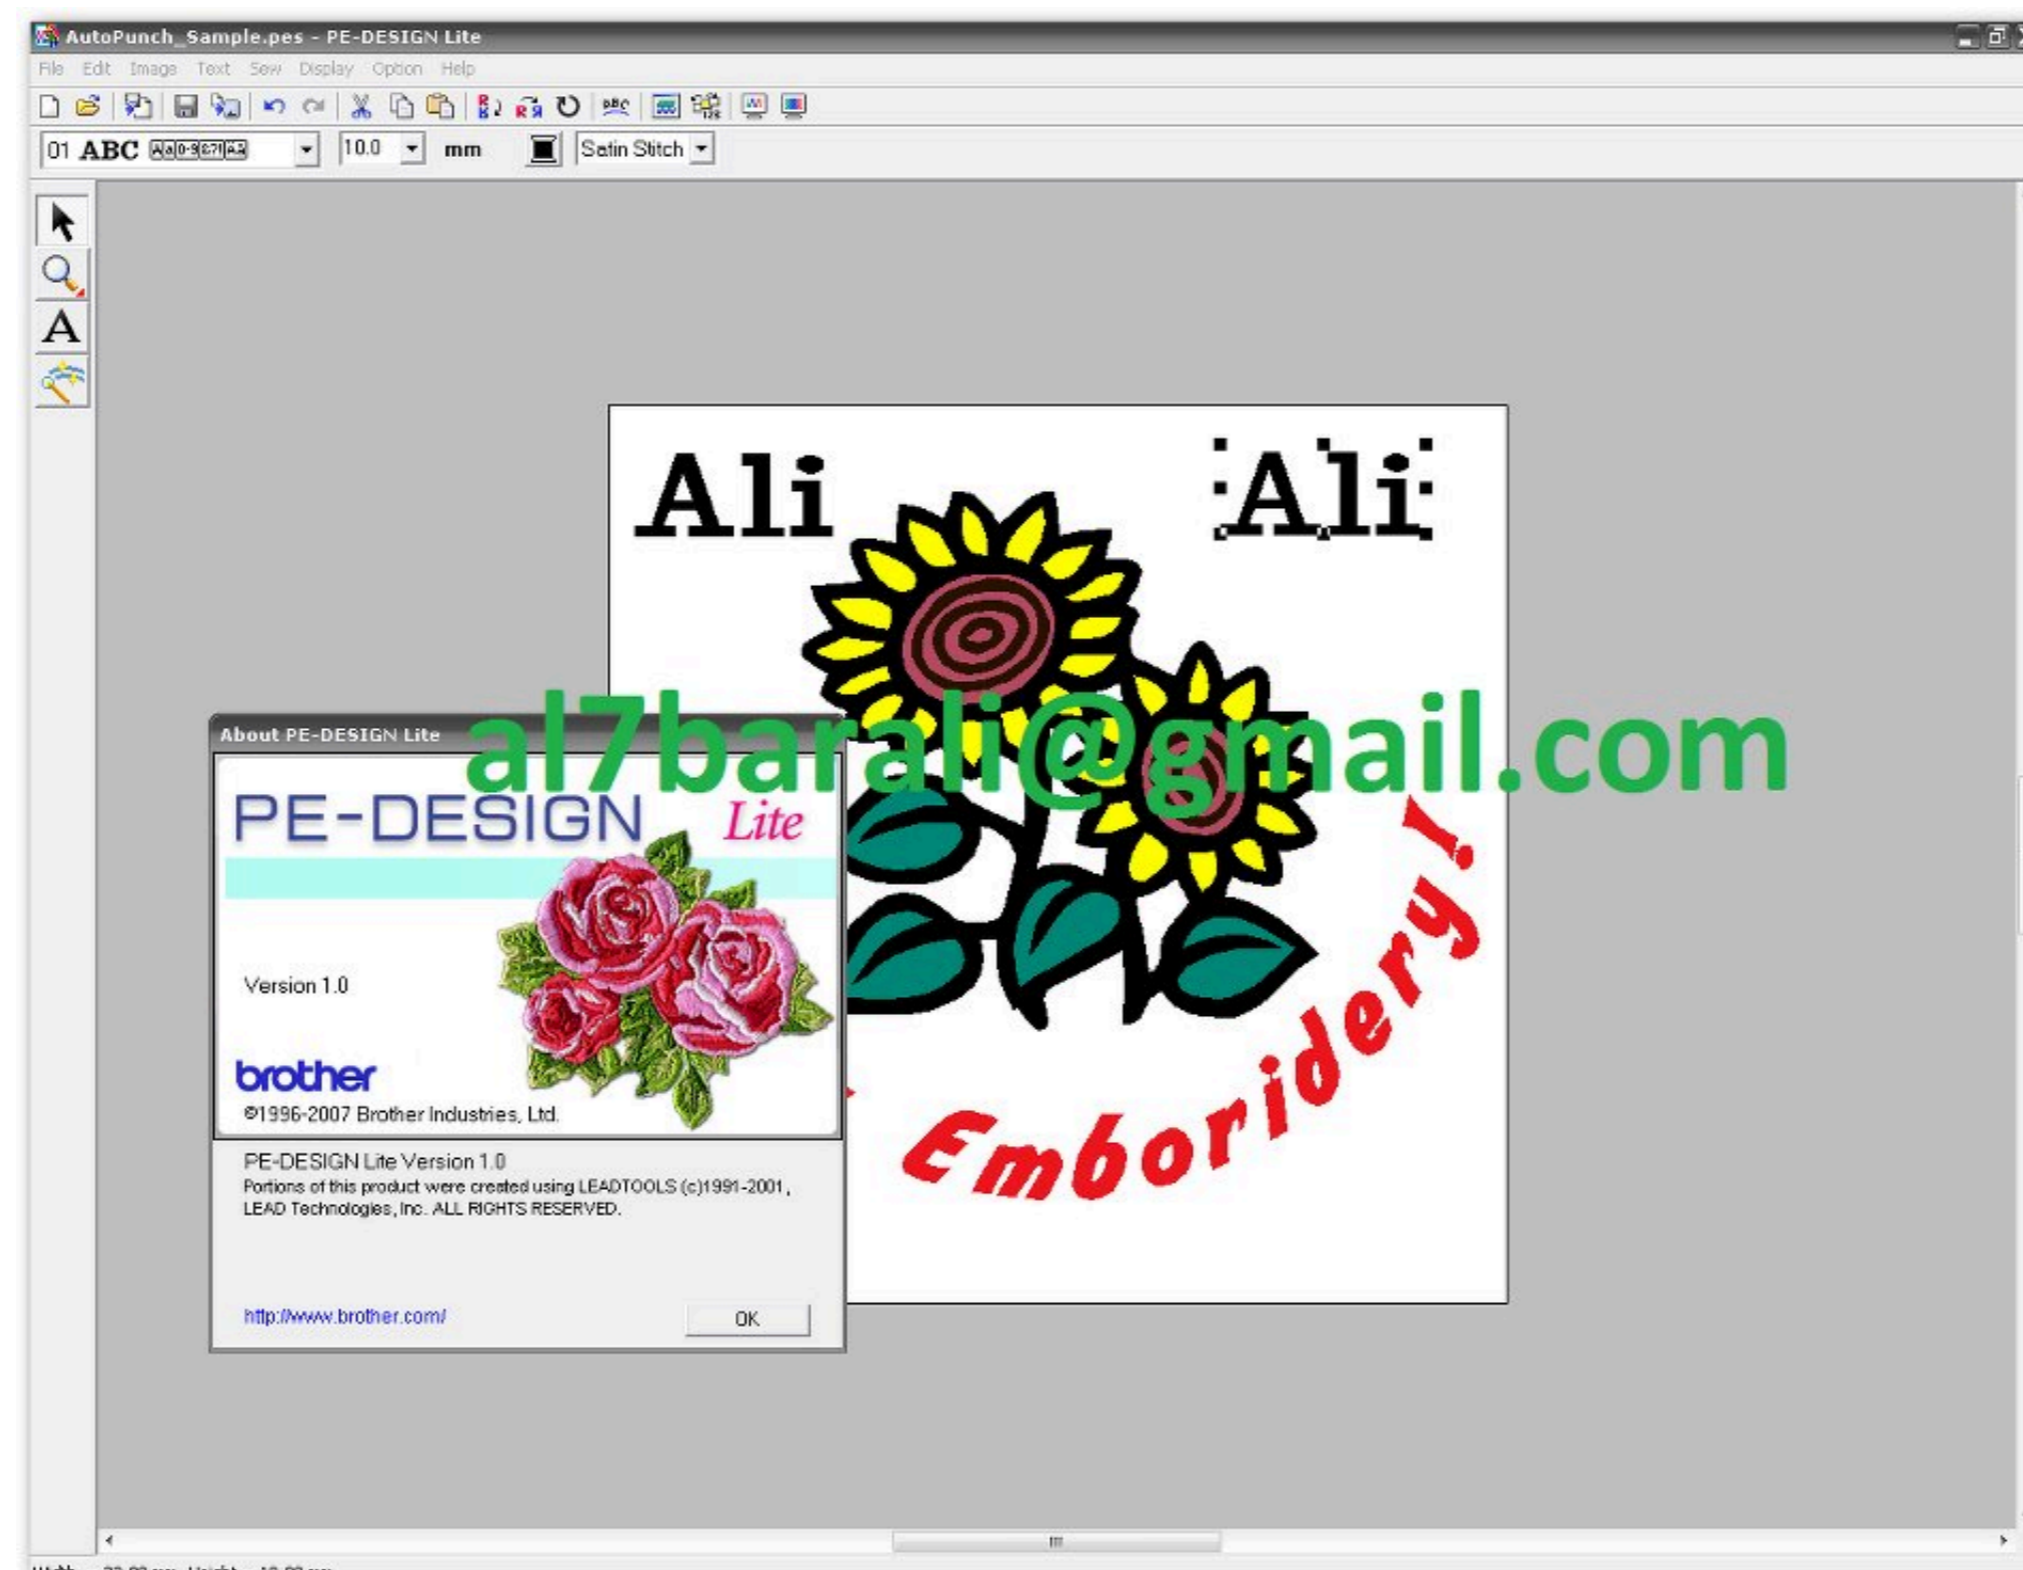 AutoPunch_Sample.pes - PE-DESIGN Lite
File Edit Image Text Sew Display Option Help
01 ABC 10.0 mm Satin Stitch
Ali Ali
al7barali@gmail.com
About PE-DESIGN Lite
PE-DESIGN Lite
Version 1.0
brother
©1996-2007 Brother Industries, Ltd.
PE-DESIGN Lite Version 1.0
Portions of this product were created using LEADTOOLS (c)1991-2001,
LEAD Technologies, Inc. ALL RIGHTS RESERVED.
http://www.brother.com/
OK
Emboridery!